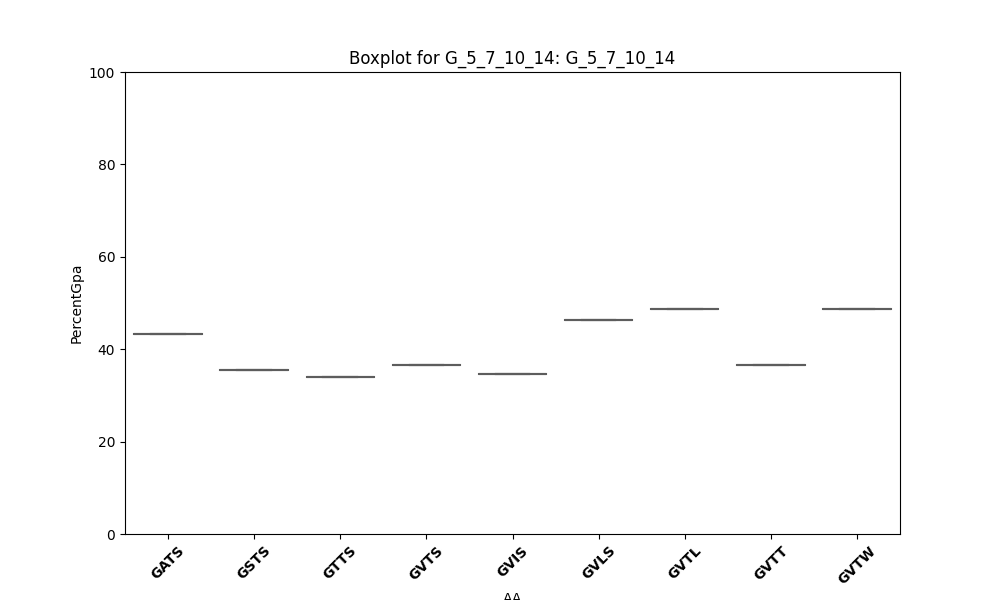 Boxplot for G_5_7_10_14: G_5_7_10_14
100
80
60
40
20
0
PercentGpa
GATS
GSTS
GTTS
GVTS
GVIS
GVLS
GVTL
GVTT
GVTW
AA